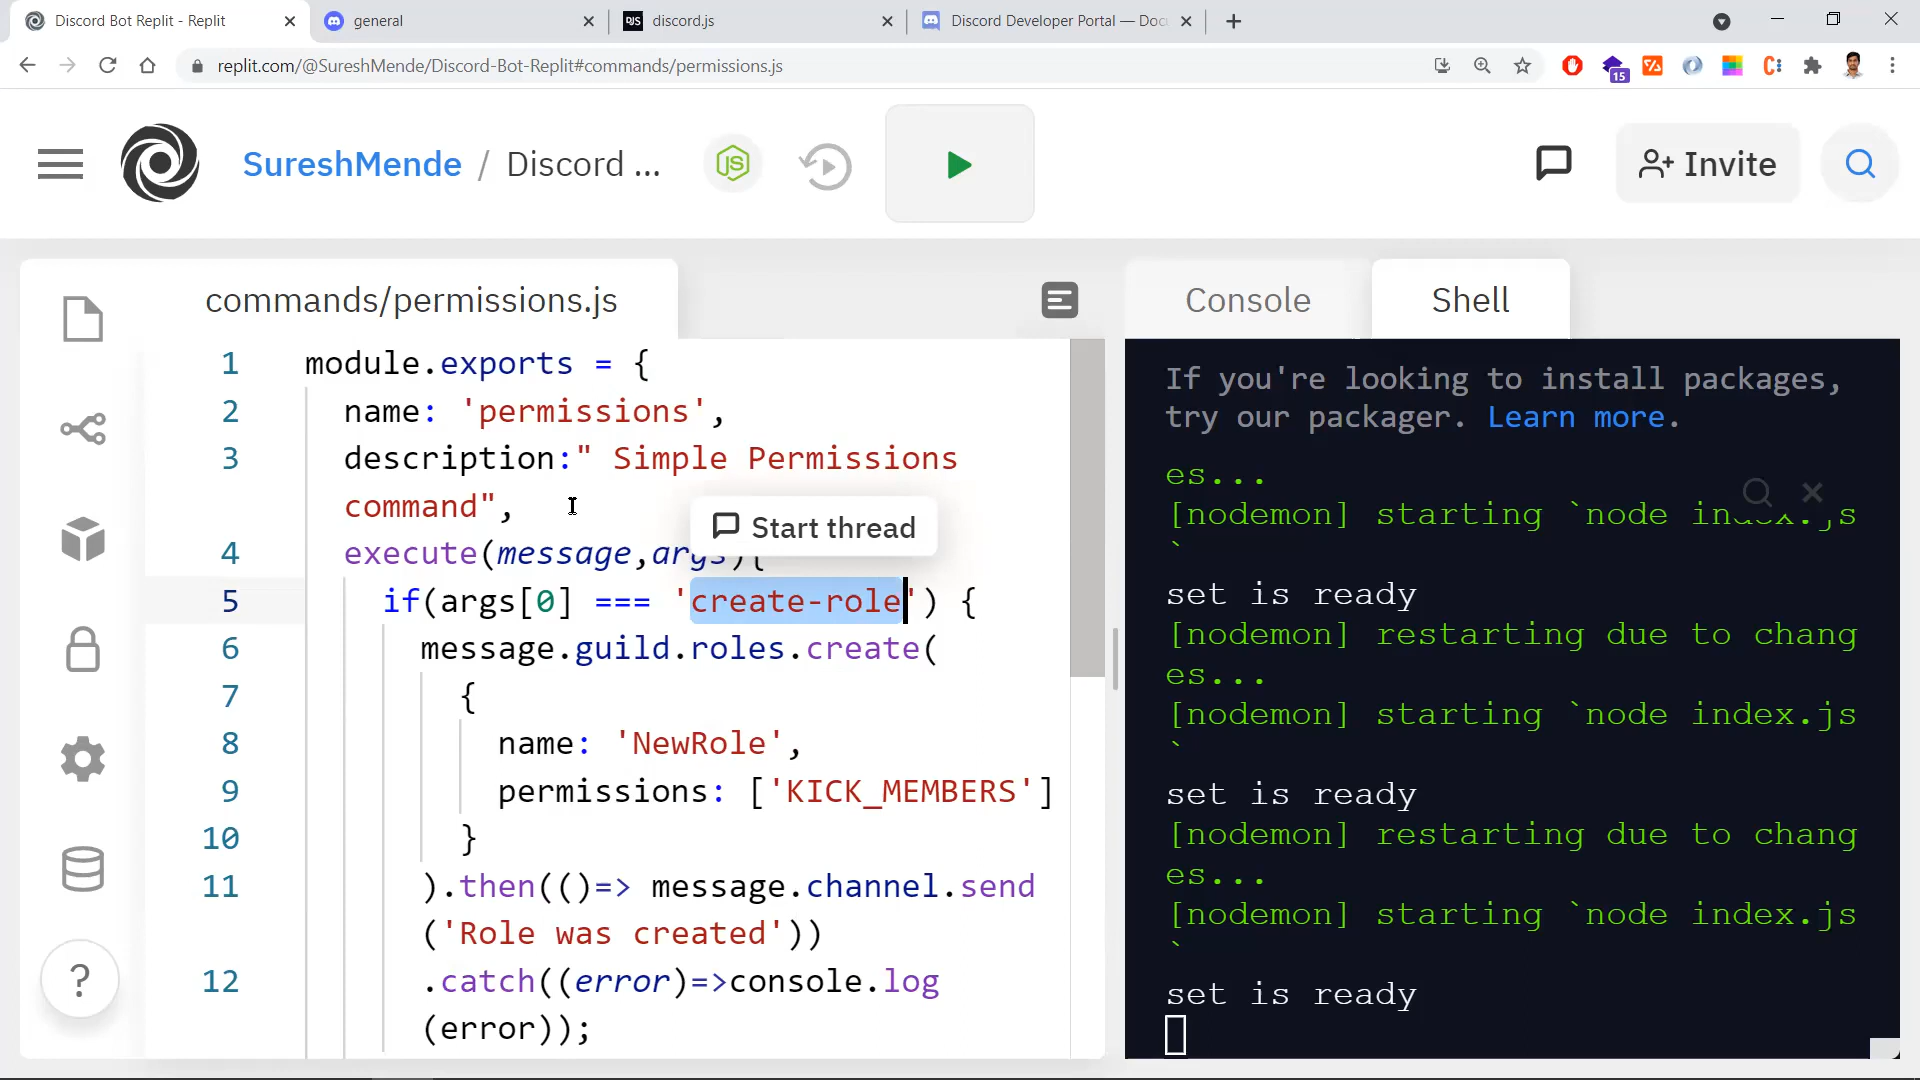 Discord Bot Replit - Replit
general
DJS discord.js
Discord Developer Portal — Doc
replit.com/@SureshMende/Discord-Bot-Replit#commands/permissions.js
15
SureshMende / Discord ...
JS
Invite
commands/permissions.js
Console
Shell
1 module.exports = {
2 name: 'permissions',
3 description:" Simple Permissions
command",
Start thread
4 execute(message,args){
5 if(args[0] === 'create-role') {
6 message.guild.roles.create(
7 {
8 name: 'NewRole',
9 permissions: ['KICK_MEMBERS']
10 }
11 ).then(()=> message.channel.send
('Role was created'))
12 .catch((error)=>console.log
(error));
?
If you're looking to install packages,
try our packager. Learn more.
es...
[nodemon] starting `node index.js
`
set is ready
[nodemon] restarting due to chang
es...
[nodemon] starting `node index.js
`
set is ready
[nodemon] restarting due to chang
es...
[nodemon] starting `node index.js
`
set is ready